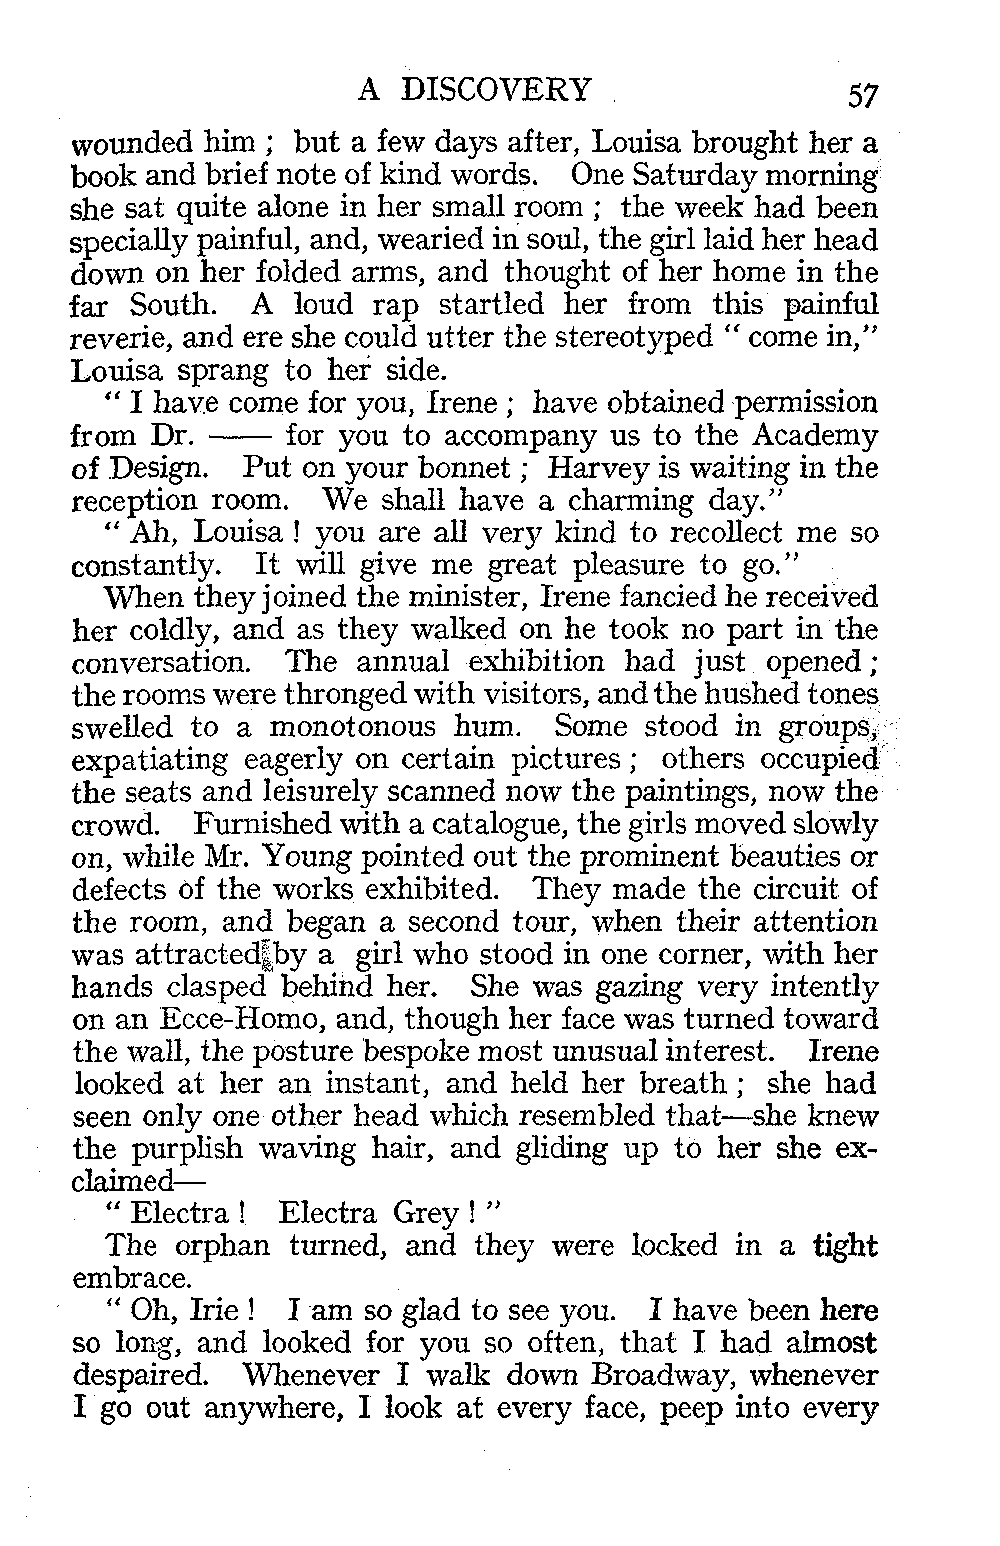 A DISCOVERY 57
wounded him ; but a few days after, Louisa brought her a
book and brief note of kind words. One Saturday morning
she sat quite alone in her small room ; the week had been
specially painful, and, wearied in soul, the girl laid her head
down on her folded arms, and thought of her home in the
far South. A loud rap startled her from this painful
reverie, and ere she could utter the stereotyped “ come in,”
Louisa sprang to her side.
“ I have come for you, Irene ; have obtained permission
from Dr. —— for you to accompany us to the Academy
of Design. Put on your bonnet ; Harvey is waiting in the
reception room. We shall have a charming day.”
“ Ah, Louisa ! you are all very kind to recollect me so
constantly. It will give me great pleasure to go.”
When they joined the minister, Irene fancied he received
her coldly, and as they walked on he took no part in the
conversation. The annual exhibition had just opened ;
the rooms were thronged with visitors, and the hushed tones
swelled to a monotonous hum. Some stood in groups,
expatiating eagerly on certain pictures ; others occupied
the seats and leisurely scanned now the paintings, now the
crowd. Furnished with a catalogue, the girls moved slowly
on, while Mr. Young pointed out the prominent beauties or
defects of the works exhibited. They made the circuit of
the room, and began a second tour, when their attention
was attracted by a girl who stood in one corner, with her
hands clasped behind her. She was gazing very intently
on an Ecce-Homo, and, though her face was turned toward
the wall, the posture bespoke most unusual interest. Irene
looked at her an instant, and held her breath ; she had
seen only one other head which resembled that—she knew
the purplish waving hair, and gliding up to her she ex-
claimed—
“ Electra ! Electra Grey ! ”
The orphan turned, and they were locked in a tight
embrace.
“ Oh, Irie ! I am so glad to see you. I have been here
so long, and looked for you so often, that I had almost
despaired. Whenever I walk down Broadway, whenever
I go out anywhere, I look at every face, peep into every